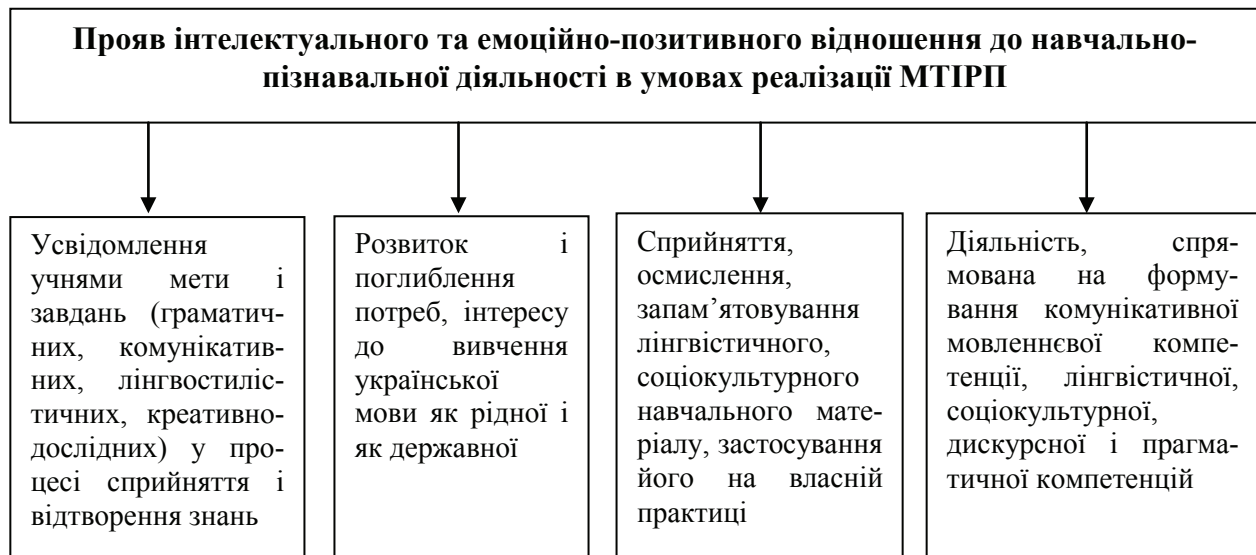 Прояв інтелектуального та емоційно-позитивного відношення до навчально-
пізнавальної діяльності в умовах реалізації МТІРП
Усвідомлення
учнями мети і
завдань (граматич-
них, комунікатив-
них, лінгвостиліс-
тичних, креативно-
дослідних) у про-
цесі сприйняття і
відтворення знань
Розвиток і
поглиблення
потреб, інтересу
до вивчення
української
мови як рідної і
як державної
Сприйняття,
осмислення,
запам’ятовування
лінгвістичного,
соціокультурного
навчального мате-
ріалу, застосування
його на власній
практиці
Діяльність, спря-
мована на форму-
вання комунікативної
мовленнєвої компе-
тенції, лінгвістичної,
соціокультурної,
дискурсної і прагма-
тичної компетенцій